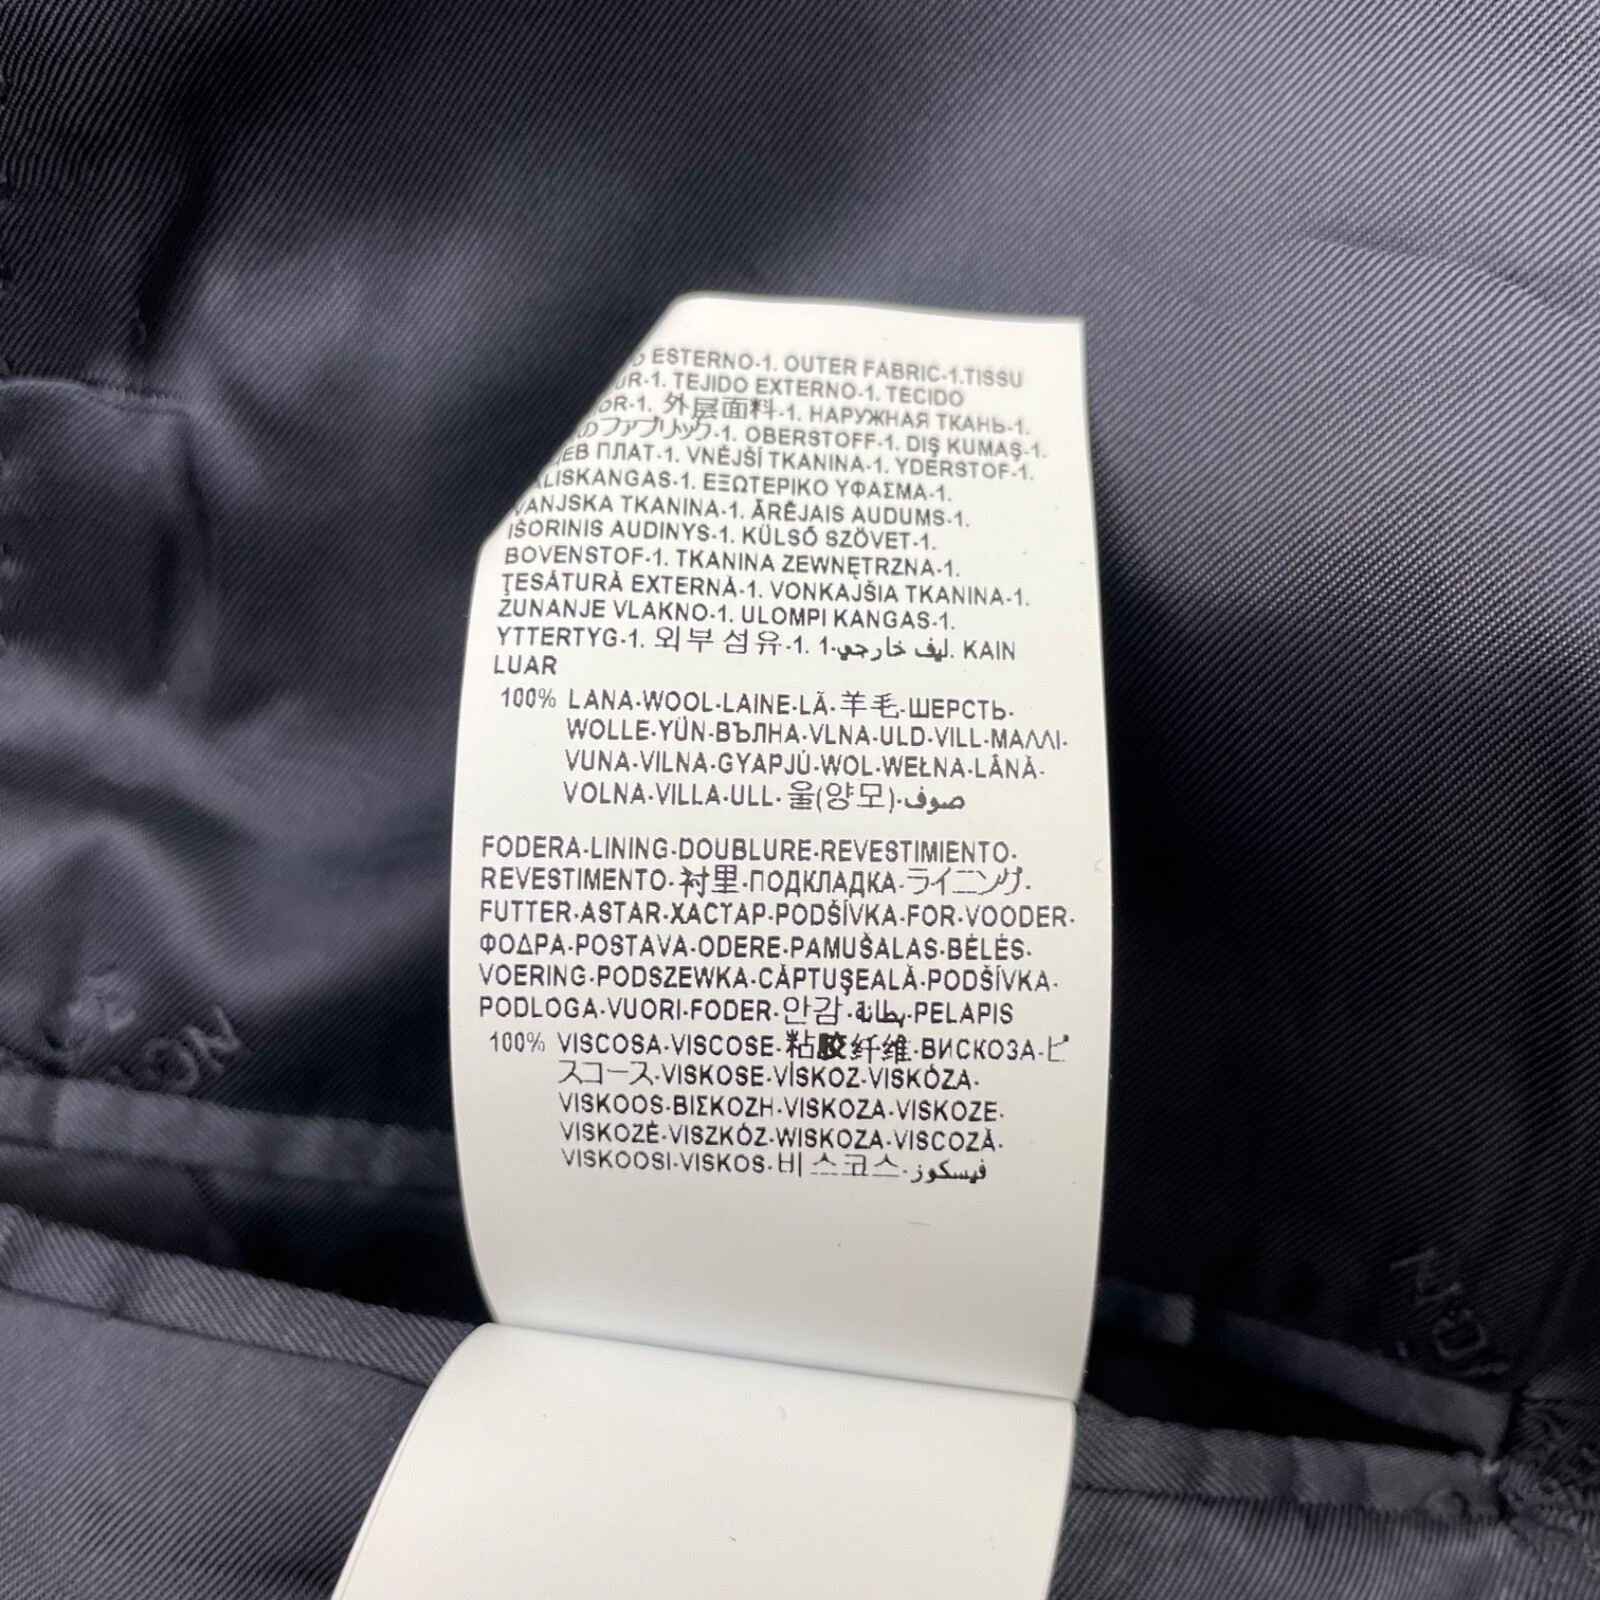 ESTERNO-1. OUTER FABRIC-1.TISSU
UR-1. TEJIDO EXTERNO-1. TECIDO
IOR-1. 外层面料-1. НАРУЖНАЯ ТКАНЬ-1.
のファブリック-1. OBERSTOFF-1. DIŞ KUMAŞ-1.
ПЛАТ-1. VNĚJŠÍ TKANINA-1. YDERSTOF-1.
ALISKANGAS-1. ΕΞΩΤΕΡΙΚΟ ΥΦΑΣΜΑ-1.
VANJSKA TKANINA-1. ĀRĒJAIS AUDUMS-1.
IŠORINIS AUDINYS-1. KÜLSŐ SZÖVET-1.
BOVENSTOF-1. TKANINA ZEWNĘTRZNA-1.
ŢESĂTURĂ EXTERNĂ-1. VONKAJŠIA TKANINA-1.
ZUNANJE VLAKNO-1. ULOMPI KANGAS-1.
YTTERTYG-1. 외부 섬유-1. ليف خارجي-1. KAIN
LUAR
100% LANA-WOOL-LAINE-LÃ-羊毛-ШЕРСТЬ-
WOLLE-YÜN-ВЪЛНА-VLNA-ULD-VILL-ΜΑΛΛΙ-
VUNA-VILNA-GYAPJÚ-WOL-WEŁNA-LÂNĂ-
VOLNA-VILLA-ULL-울(양모)-صوف
FODERA-LINING-DOUBLURE-REVESTIMIENTO-
REVESTIMENTO-衬里-ПОДКЛАДКА-ライニング-
FUTTER-ASTAR-ХАСТАР-PODŠÍVKA-FOR-VOODER-
ΦΟΔΡΑ-POSTAVA-ODERE-PAMUŠALAS-BÉLÉS-
VOERING-PODSZEWKA-CĂPTUŞEALĂ-PODŠÍVKA-
PODLOGA-VUORI-FODER-안감-بطانة-PELAPIS
100% VISCOSA-VISCOSE-粘胶纤维-ВИСКОЗА-ビ
スコース-VISKOSE-VİSKOZ-VISKÓZA-
VISKOOS-ΒΙΣΚΟΖΗ-VISKOZA-VISKOZE-
VISKOZĖ-VISZKÓZ-WISKOZA-VISCOZĂ-
VISKOOSI-VISKOS-비스코스-فيسكوز